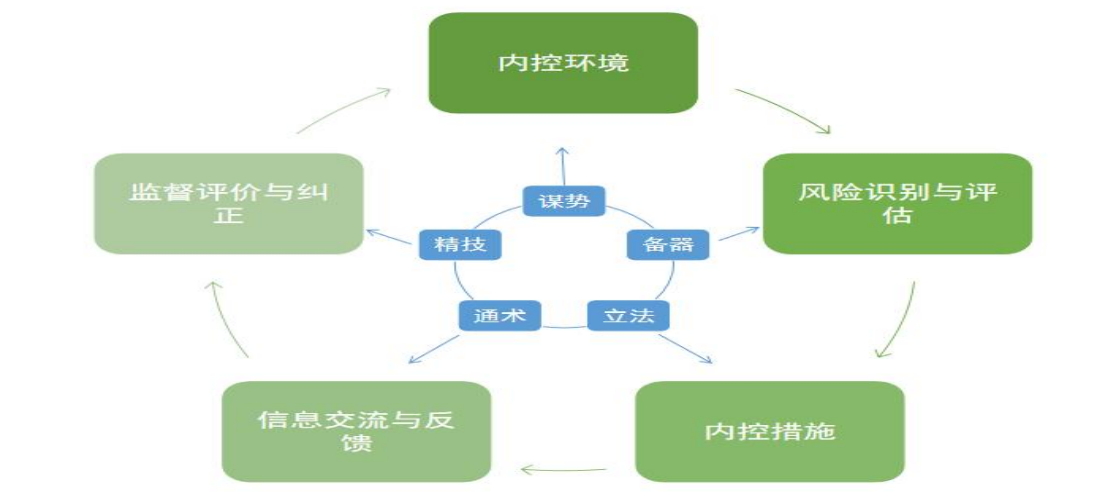 内控环境
监督评价与纠
正
风险识别与评
估
谋势
精技
备器
通术
立法
信息交流与反
馈
内控措施